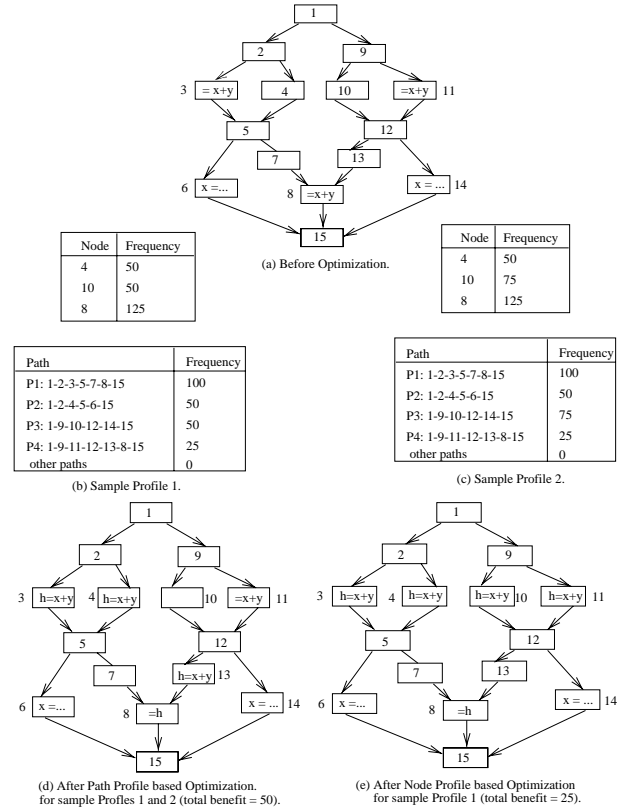 1
2
9
3 = x+y 4 10 =x+y 11
5 12
7 13
6 x =... 8 =x+y x = ... 14
15
(a) Before Optimization.
Node Frequency
4 50
10 50
8 125
Node Frequency
4 50
10 75
8 125
Path Frequency
P1: 1-2-3-5-7-8-15 100
P2: 1-2-4-5-6-15 50
P3: 1-9-10-12-14-15 50
P4: 1-9-11-12-13-8-15 25
other paths 0
(b) Sample Profile 1.
Path Frequency
P1: 1-2-3-5-7-8-15 100
P2: 1-2-4-5-6-15 50
P3: 1-9-10-12-14-15 75
P4: 1-9-11-12-13-8-15 25
other paths 0
(c) Sample Profile 2.
1
2 9
3 h=x+y 4 h=x+y 10 =x+y 11
5 12
7 h=x+y 13
6 x =... 8 =h x = ... 14
15
(d) After Path Profile based Optimization.
for sample Profles 1 and 2 (total benefit = 50).
1
2 9
3 h=x+y 4 h=x+y h=x+y 10 h=x+y 11
5 12
7 13
6 x =... 8 =h x = ... 14
15
(e) After Node Profile based Optimization
for sample Profile 1 (total benefit = 25).